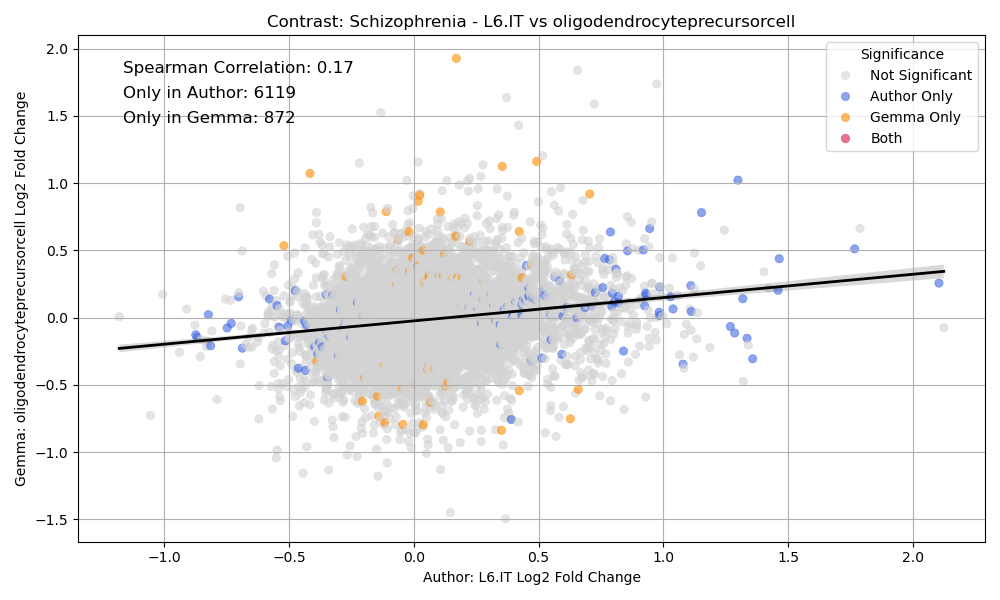 Contrast: Schizophrenia - L6.IT vs oligodendrocyteprecursorcell
Spearman Correlation: 0.17
Only in Author: 6119
Only in Gemma: 872
Significance
Not Significant
Author Only
Gemma Only
Both
Gemma: oligodendrocyteprecursorcell Log2 Fold Change
2.0
1.5
1.0
0.5
0.0
−0.5
−1.0
−1.5
−1.0 −0.5 0.0 0.5 1.0 1.5 2.0
Author: L6.IT Log2 Fold Change